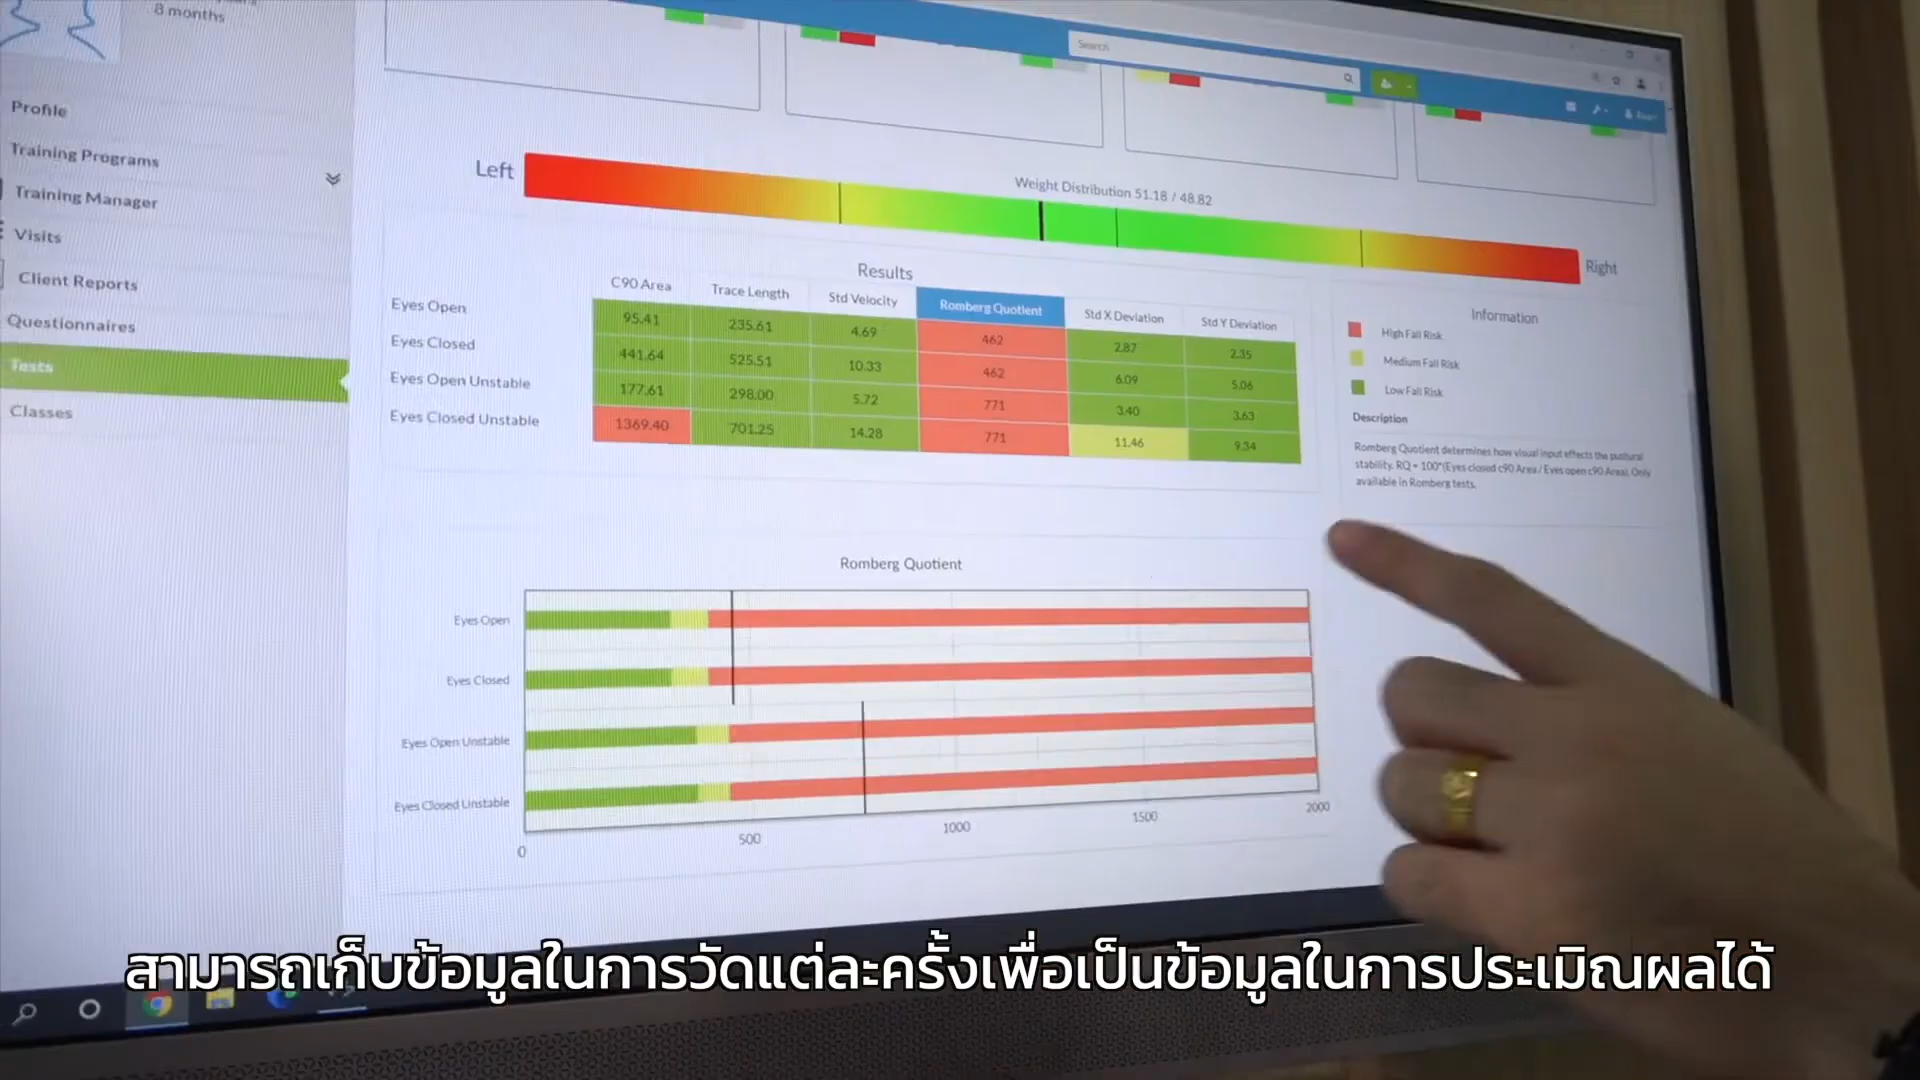 8 months
Search
Profile
Training Programs
Training Manager
Visits
Client Reports
Questionnaires
Tests
Classes
Left
Weight Distribution 51.18 / 48.82
Right
Results
C90 Area Trace Length Std Velocity Romberg Quotient Std X Deviation Std Y Deviation
Eyes Open 95.41 235.61 4.69 462 2.87 2.35
Eyes Closed 441.64 525.51 10.33 462 6.09 5.06
Eyes Open Unstable 177.61 298.00 5.72 771 3.40 3.63
Eyes Closed Unstable 1369.40 701.25 14.28 771 11.46 9.34
Information
High Fall Risk
Medium Fall Risk
Low Fall Risk
Description
Romberg Quotient determines how visual input effects the postural
stability. RQ = 100*(Eyes closed c90 Area / Eyes open c90 Area). Only
available in Romberg tests.
Romberg Quotient
Eyes Open
Eyes Closed
Eyes Open Unstable
Eyes Closed Unstable
0 500 1000 1500 2000
สามารถเก็บข้อมูลในการวัดแต่ละครั้งเพื่อเป็นข้อมูลในการประเมิณผลได้